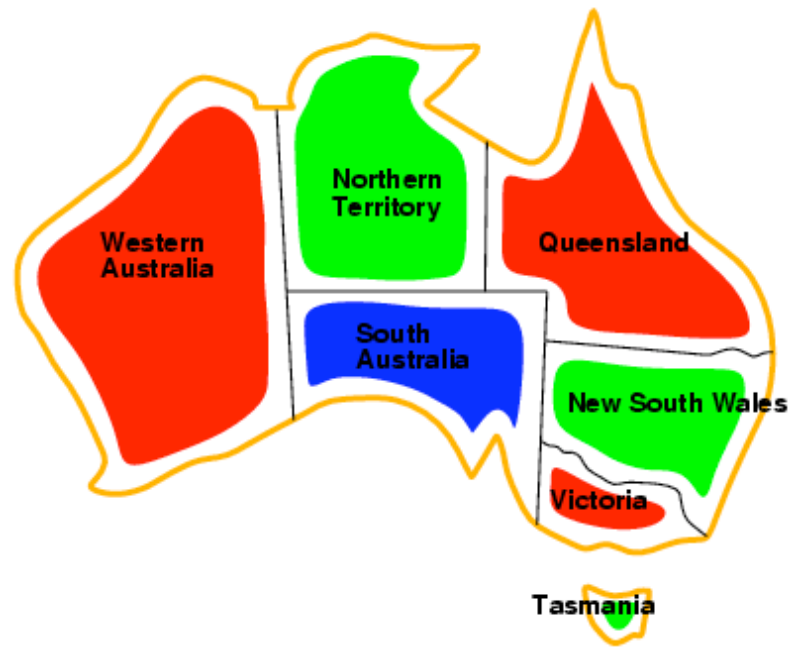 Northern
Territory
Western
Australia
Queensland
South
Australia
New South Wales
Victoria
Tasmania